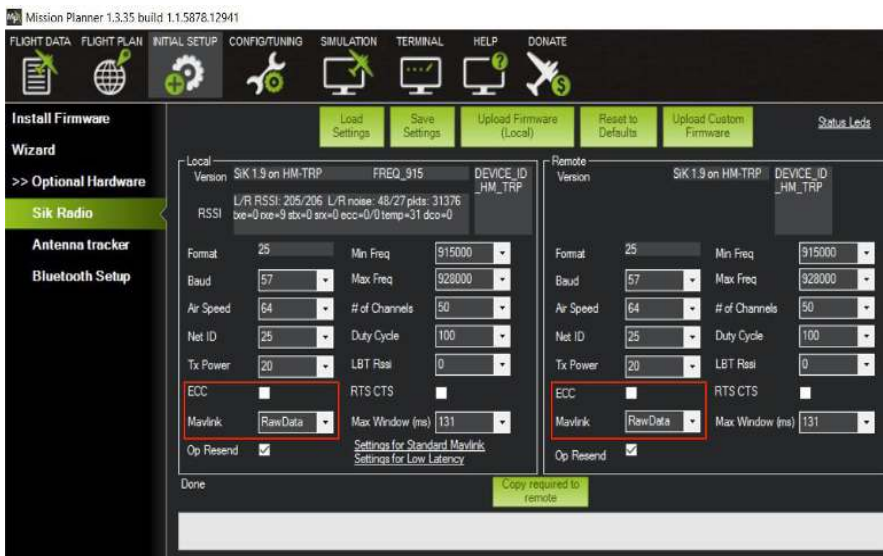 Mission Planner 1.3.35 build 1.1.5878.12941
FLIGHT DATA FLIGHT PLAN INITIAL SETUP CONFIG/TUNING SIMULATION TERMINAL HELP DONATE
Install Firmware
Wizard
>> Optional Hardware
Sik Radio
Antenna tracker
Bluetooth Setup
Load Settings Save Settings Upload Firmware (Local) Reset to Defaults Upload Custom Firmware Status Leds
Local
Version SiK 1.9 on HM-TRP FREQ_915 DEVICE_ID_HM_TRP
RSSI L/R RSSI: 205/206 L/R noise: 48/27 pkts: 31376
txe=0 rxe=9 stx=0 srx=0 ecc=0/0 temp=31 dco=0
Format 25 Min Freq 915000
Baud 57 Max Freq 928000
Air Speed 64 # of Channels 50
Net ID 25 Duty Cycle 100
Tx Power 20 LBT Rssi 0
ECC RTS CTS
Mavlink RawData Max Window (ms) 131
Op Resend Settings for Standard Mavlink
Settings for Low Latency
Remote
Version SiK 1.9 on HM-TRP DEVICE_ID_HM_TRP
Format 25 Min Freq 915000
Baud 57 Max Freq 928000
Air Speed 64 # of Channels 50
Net ID 25 Duty Cycle 100
Tx Power 20 LBT Rssi 0
ECC RTS CTS
Mavlink RawData Max Window (ms) 131
Op Resend
Done Copy required to remote